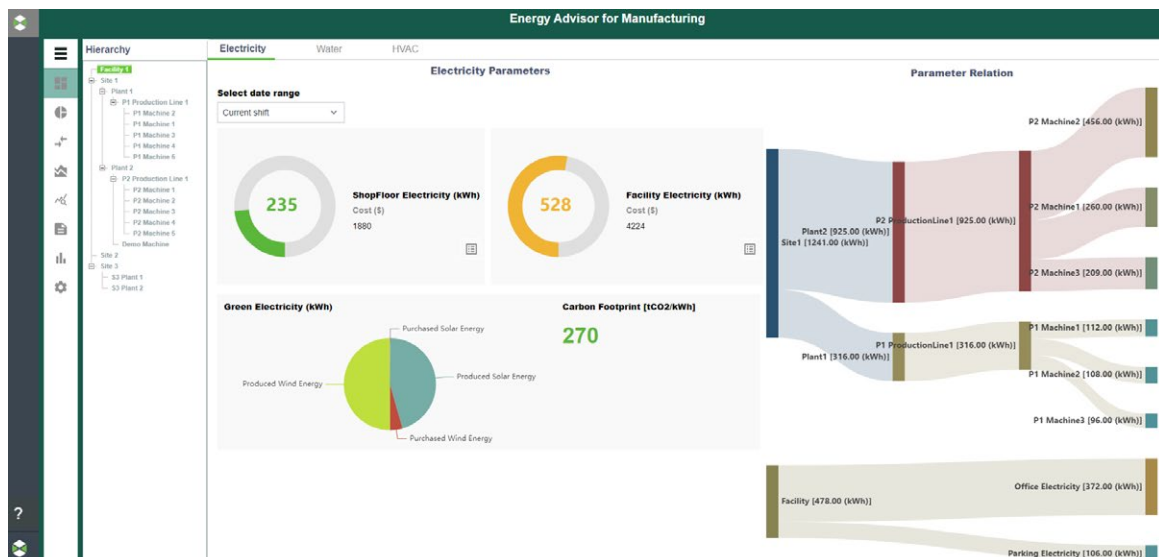 Energy Advisor for Manufacturing
Hierarchy
Facility 1
Site 1
Plant 1
P1 Production Line 1
P1 Machine 2
P1 Machine 1
P1 Machine 3
P1 Machine 4
P1 Machine 5
Plant 2
P2 Production Line 1
P2 Machine 1
P2 Machine 2
P2 Machine 3
P2 Machine 4
P2 Machine 5
Demo Machine
Site 2
Site 3
S3 Plant 1
S3 Plant 2
?
Electricity Water HVAC
Electricity Parameters
Select date range
Current shift
235
ShopFloor Electricity (kWh)
Cost ($)
1880
528
Facility Electricity (kWh)
Cost ($)
4224
Green Electricity (kWh)
Purchased Solar Energy
Produced Wind Energy
Produced Solar Energy
Purchased Wind Energy
Carbon Footprint [tCO2/kWh]
270
Parameter Relation
P2 Machine2 [456.00 (kWh)]
P2 Machine1 [260.00 (kWh)]
P2 ProductionLine1 [925.00 (kWh)]
Plant2 [925.00 (kWh)]
Site1 [1241.00 (kWh)]
P2 Machine3 [209.00 (kWh)]
P1 Machine1 [112.00 (kWh)]
P1 ProductionLine1 [316.00 (kWh)]
Plant1 [316.00 (kWh)]
P1 Machine2 [108.00 (kWh)]
P1 Machine3 [96.00 (kWh)]
Office Electricity [372.00 (kWh)]
Facility [478.00 (kWh)]
Parking Electricity [106.00 (kWh)]